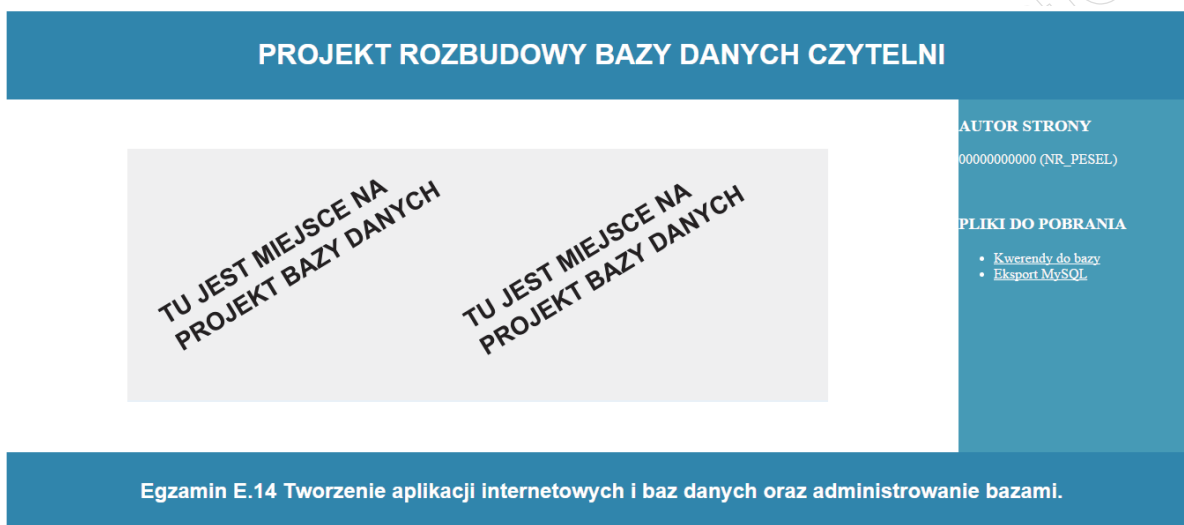 PROJEKT ROZBUDOWY BAZY DANYCH CZYTELNI
TU JEST MIEJSCE NA
PROJEKT BAZY DANYCH
TU JEST MIEJSCE NA
PROJEKT BAZY DANYCH
AUTOR STRONY
00000000000 (NR_PESEL)
PLIKI DO POBRANIA
Kwerendy do bazy
Eksport MySQL
Egzamin E.14 Tworzenie aplikacji internetowych i baz danych oraz administrowanie bazami.